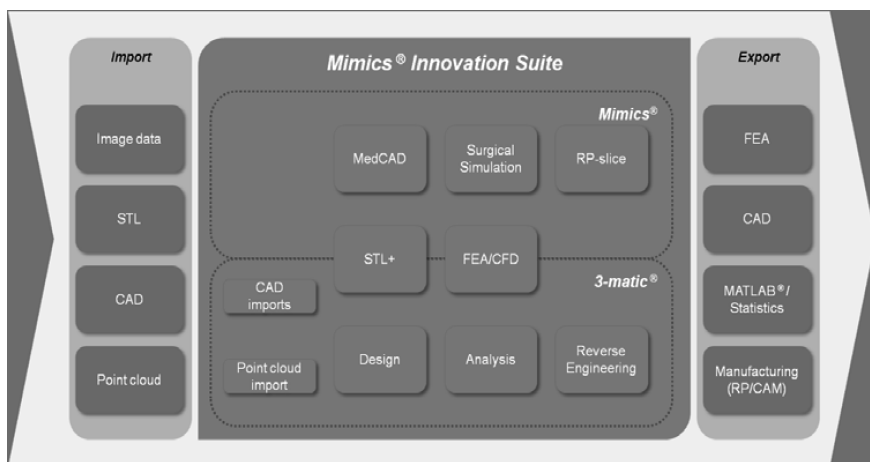 Import
Image data
STL
CAD
Point cloud
Mimics® Innovation Suite
Mimics®
MedCAD
Surgical
Simulation
RP-slice
STL+
FEA/CFD
3-matic®
CAD
imports
Point cloud
import
Design
Analysis
Reverse
Engineering
Export
FEA
CAD
MATLAB®/
Statistics
Manufacturing
(RP/CAM)